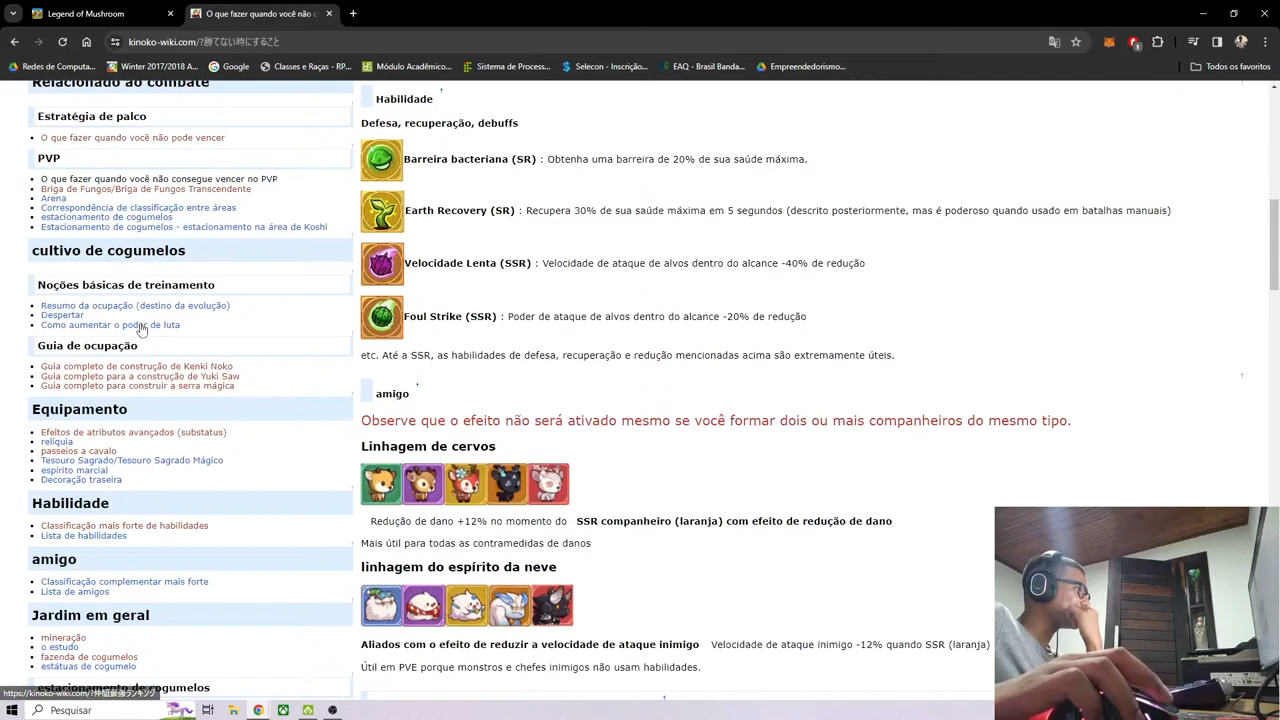 Legend of Mushroom
O que fazer quando você não
kinoko-wiki.com/?勝てない時にすること
Redes de Computa...
Winter 2017/2018 A...
Google
Classes e Raças - RP...
Módulo Acadêmico...
Sistema de Process...
Selecon - Inscrição...
EAQ - Brasil Banda...
Empreendedorismo...
Todos os favoritos
Relacionado ao combate
Estratégia de palco
O que fazer quando você não pode vencer
PVP
O que fazer quando você não consegue vencer no PVP
Briga de Fungos/Briga de Fungos Transcendente
Arena
Correspondência de classificação entre áreas
estacionamento de cogumelos
Estacionamento de cogumelos - estacionamento na área de Koshi
cultivo de cogumelos
Noções básicas de treinamento
Resumo da ocupação (destino da evolução)
Despertar
Como aumentar o poder de luta
Guia de ocupação
Guia completo de construção de Kenki Noko
Guia completo para a construção de Yuki Saw
Guia completo para construir a serra mágica
Equipamento
Efeitos de atributos avançados (substatus)
relíquia
passeios a cavalo
Tesouro Sagrado/Tesouro Sagrado Mágico
espírito marcial
Decoração traseira
Habilidade
Classificação mais forte de habilidades
Lista de habilidades
amigo
Classificação complementar mais forte
Lista de amigos
Jardim em geral
mineração
o estudo
fazenda de cogumelos
estátuas de cogumelo
estacionamento de cogumelos
https://kinoko-wiki.com/?仲間最強ランキング
Pesquisar
Habilidade
Defesa, recuperação, debuffs
Barreira bacteriana (SR) : Obtenha uma barreira de 20% de sua saúde máxima.
Earth Recovery (SR) : Recupera 30% de sua saúde máxima em 5 segundos (descrito posteriormente, mas é poderoso quando usado em batalhas manuais)
Velocidade Lenta (SSR) : Velocidade de ataque de alvos dentro do alcance -40% de redução
Foul Strike (SSR) : Poder de ataque de alvos dentro do alcance -20% de redução
etc. Até a SSR, as habilidades de defesa, recuperação e redução mencionadas acima são extremamente úteis.
amigo
Observe que o efeito não será ativado mesmo se você formar dois ou mais companheiros do mesmo tipo.
Linhagem de cervos
Redução de dano +12% no momento do SSR companheiro (laranja) com efeito de redução de dano
Mais útil para todas as contramedidas de danos
linhagem do espírito da neve
Aliados com o efeito de reduzir a velocidade de ataque inimigo Velocidade de ataque inimigo -12% quando SSR (laranja)
Útil em PVE porque monstros e chefes inimigos não usam habilidades.